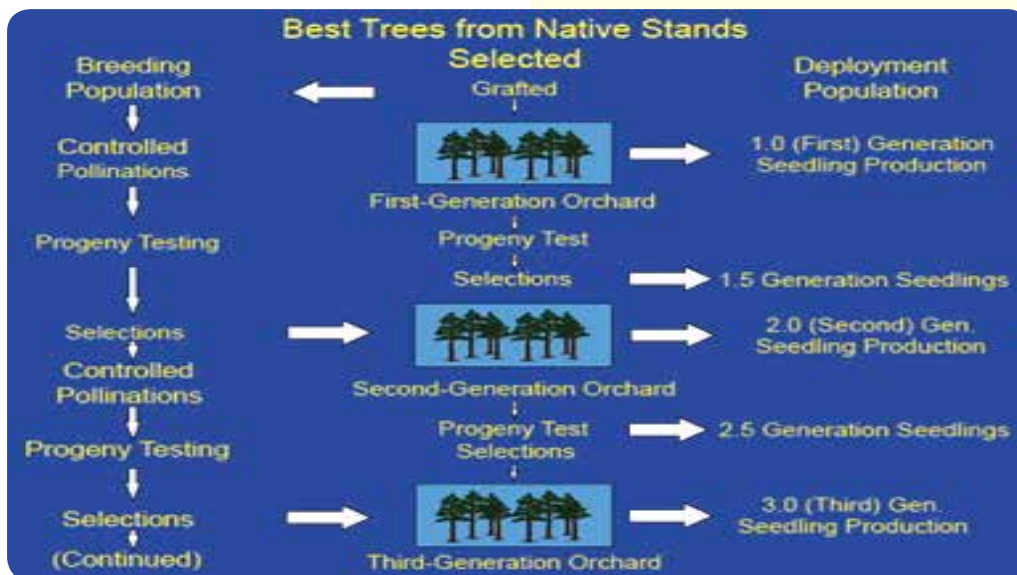 Best Trees from Native Stands
Selected
Breeding
Population
Controlled
Pollinations
Progeny Testing
Selections
Controlled
Pollinations
Progeny Testing
Selections
(Continued)
Grafted
First-Generation Orchard
Progeny Test
Selections
Second-Generation Orchard
Progeny Test
Selections
Third-Generation Orchard
Deployment
Population
1.0 (First) Generation
Seedling Production
1.5 Generation Seedlings
2.0 (Second) Gen.
Seedling Production
2.5 Generation Seedlings
3.0 (Third) Gen.
Seedling Production